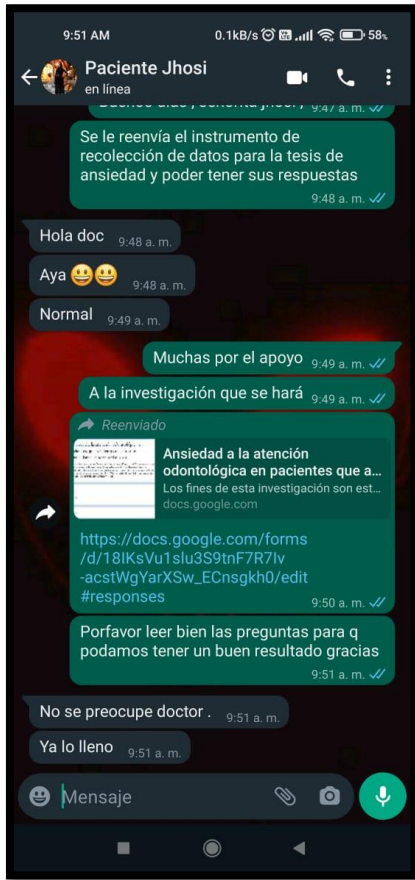 9:51 AM
0.1kB/s
58%
Paciente Jhosi
en línea
9:47 a. m.
Se le reenvía el instrumento de
recolección de datos para la tesis de
ansiedad y poder tener sus respuestas
9:48 a. m.
Hola doc 9:48 a. m.
Aya 😃😃 9:48 a. m.
Normal 9:49 a. m.
Muchas por el apoyo 9:49 a. m.
A la investigación que se hará 9:49 a. m.
Reenviado
Ansiedad a la atención
odontológica en pacientes que a...
Los fines de esta investigación son est...
docs.google.com
https://docs.google.com/forms
/d/18IKsVu1slu3S9tnF7R7Iv
-acstWgYarXSw_ECnsgkh0/edit
#responses
9:50 a. m.
Porfavor leer bien las preguntas para q
podamos tener un buen resultado gracias
9:51 a. m.
No se preocupe doctor . 9:51 a. m.
Ya lo lleno 9:51 a. m.
Mensaje